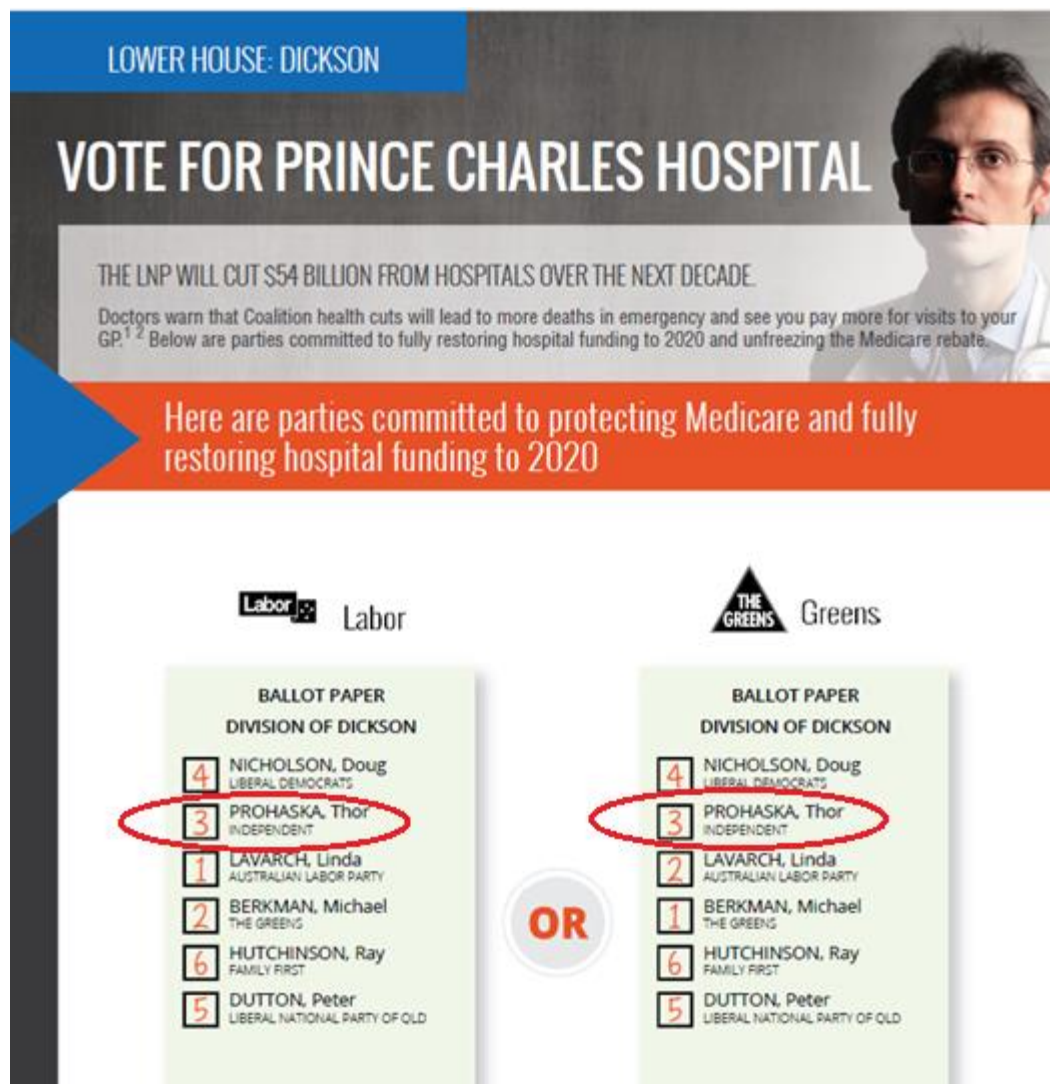 LOWER HOUSE: DICKSON
VOTE FOR PRINCE CHARLES HOSPITAL
THE LNP WILL CUT $54 BILLION FROM HOSPITALS OVER THE NEXT DECADE.
Doctors warn that Coalition health cuts will lead to more deaths in emergency and see you pay more for visits to your
GP.1 2 Below are parties committed to fully restoring hospital funding to 2020 and unfreezing the Medicare rebate.
Here are parties committed to protecting Medicare and fully
restoring hospital funding to 2020
Labor Labor
BALLOT PAPER
DIVISION OF DICKSON
4 NICHOLSON, Doug
LIBERAL DEMOCRATS
3 PROHASKA, Thor
INDEPENDENT
1 LAVARCH, Linda
AUSTRALIAN LABOR PARTY
2 BERKMAN, Michael
THE GREENS
6 HUTCHINSON, Ray
FAMILY FIRST
5 DUTTON, Peter
LIBERAL NATIONAL PARTY OF QLD
OR
THE
GREENS Greens
BALLOT PAPER
DIVISION OF DICKSON
4 NICHOLSON, Doug
LIBERAL DEMOCRATS
3 PROHASKA, Thor
INDEPENDENT
2 LAVARCH, Linda
AUSTRALIAN LABOR PARTY
1 BERKMAN, Michael
THE GREENS
6 HUTCHINSON, Ray
FAMILY FIRST
5 DUTTON, Peter
LIBERAL NATIONAL PARTY OF QLD